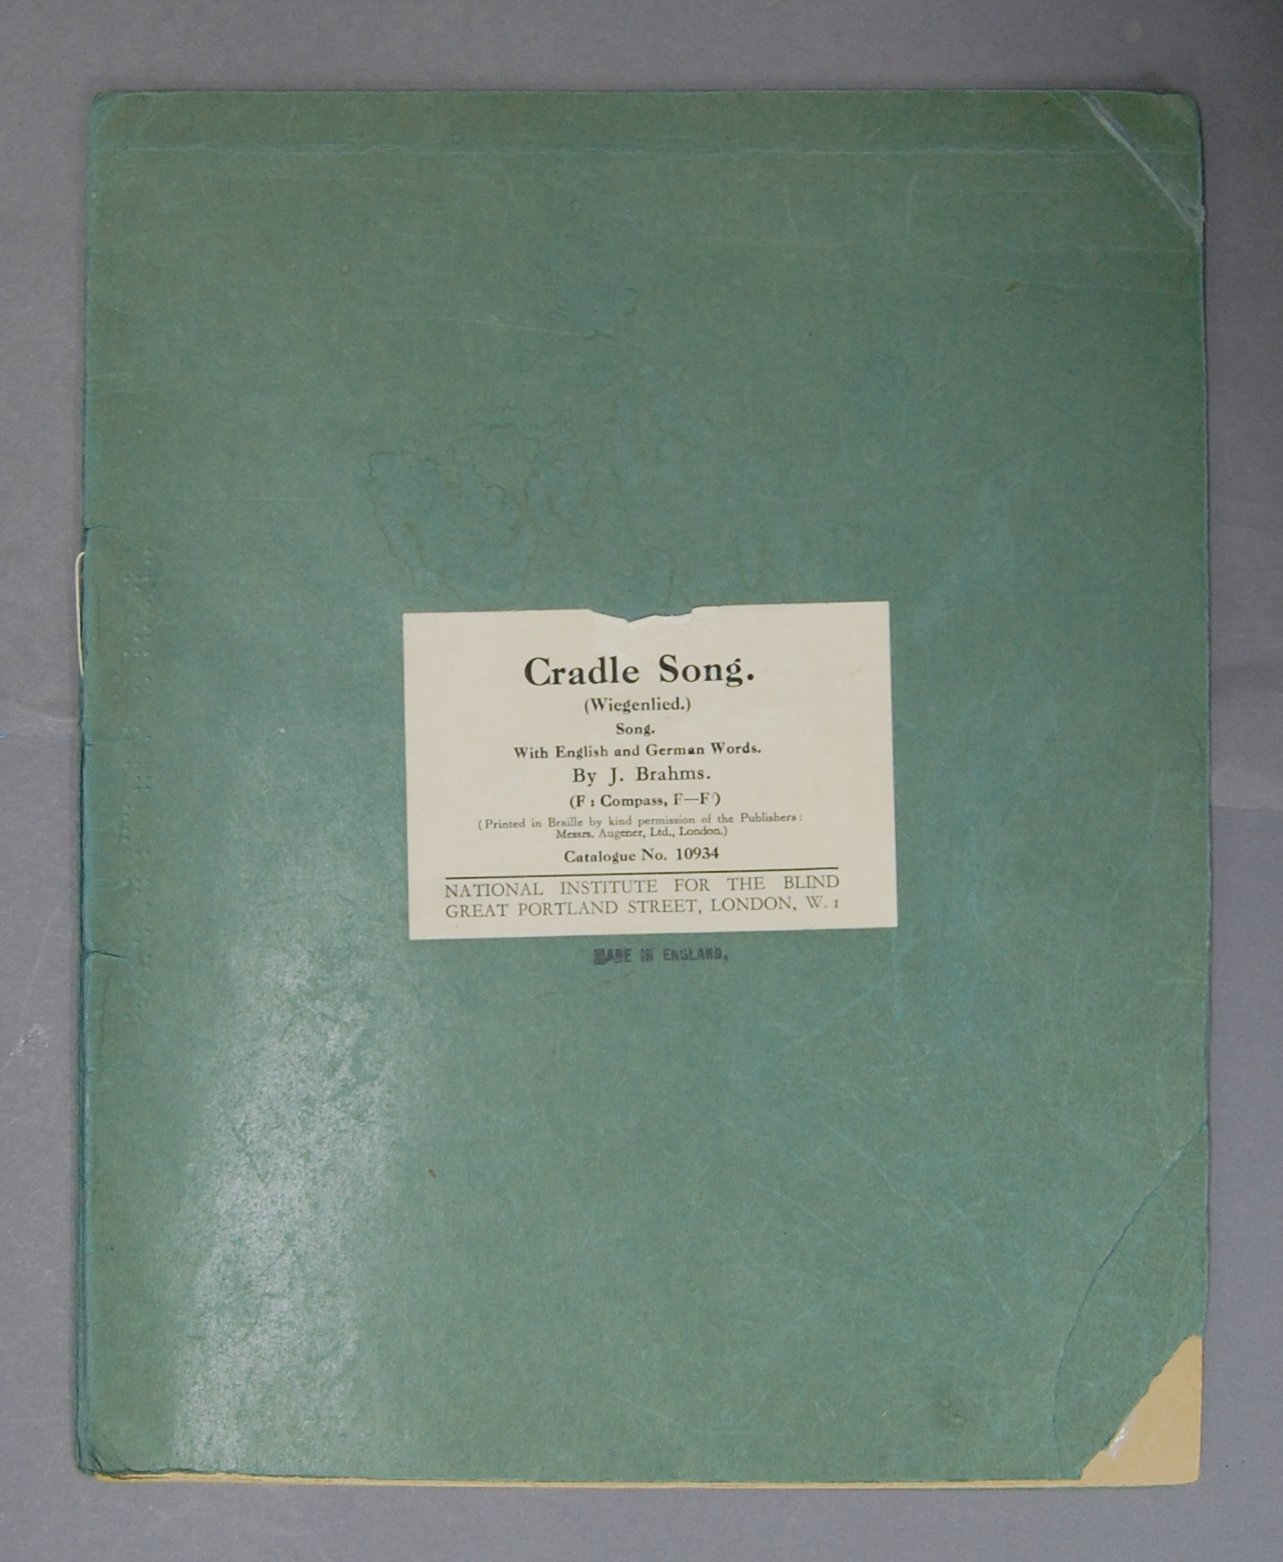 Cradle Song.
(Wiegenlied.)
Song.
With English and German Words.
By J. Brahms.
(F : Compass, F—F')
(Printed in Braille by kind permission of the Publishers:
Messrs. Augener, Ltd., London.)
Catalogue No. 10934
NATIONAL INSTITUTE FOR THE BLIND
GREAT PORTLAND STREET, LONDON, W. 1
MADE IN ENGLAND.